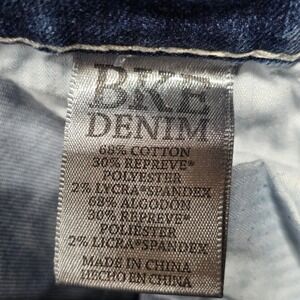 BKE
DENIM
68% COTTON
30% REPREVE*
POLYESTER
2% LYCRA*SPANDEX
68% ALGODÓN
30% REPREVE*
POLIESTER
2% LICRA*SPANDEX
MADE IN CHINA
HECHO EN CHINA